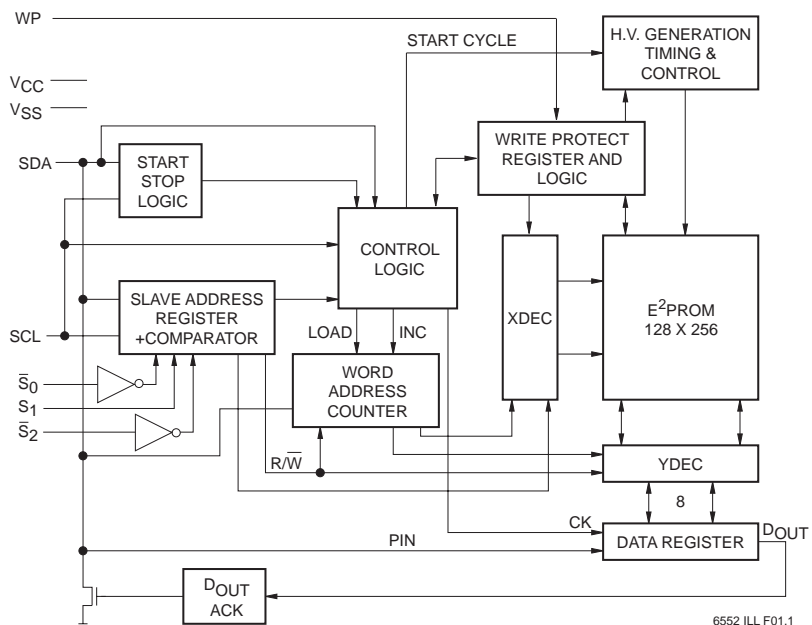 WP
START CYCLE
H.V. GENERATION
TIMING &
CONTROL
VCC
VSS
SDA
START
STOP
LOGIC
WRITE PROTECT
REGISTER AND
LOGIC
CONTROL
LOGIC
XDEC
E2PROM
128 X 256
SLAVE ADDRESS
REGISTER
+COMPARATOR
SCL
LOAD
INC
WORD
ADDRESS
COUNTER
S̅0
S1
S̅2
R/W̅
YDEC
8
CK
DATA REGISTER
DOUT
PIN
DOUT
ACK
6552 ILL F01.1